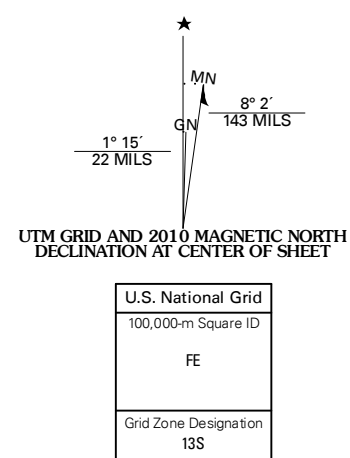 ★
MN
GN
8° 2´
143 MILS
1° 15´
22 MILS
UTM GRID AND 2010 MAGNETIC NORTH
DECLINATION AT CENTER OF SHEET
U.S. National Grid
100,000-m Square ID
FE
Grid Zone Designation
13S